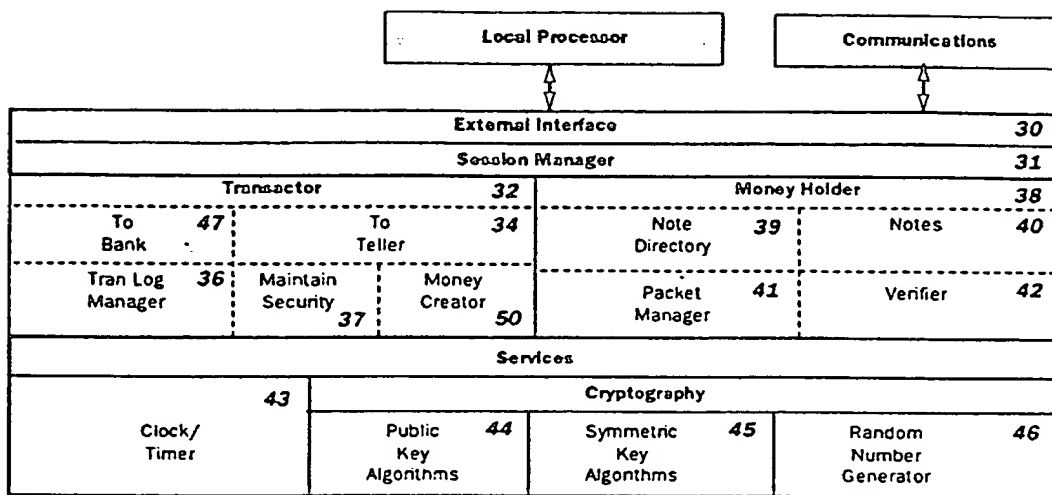 Local Processor
Communications
External Interface 30
Session Manager 31
Transactor 32
Money Holder 38
To Bank 47
To Teller 34
Note Directory 39
Notes 40
Tran Log Manager 36
Maintain Security 37
Money Creator 50
Packet Manager 41
Verifier 42
Services
43
Clock/
Timer
Cryptography
Public Key Algorithms 44
Symmetric Key Algorithms 45
Random Number Generator 46